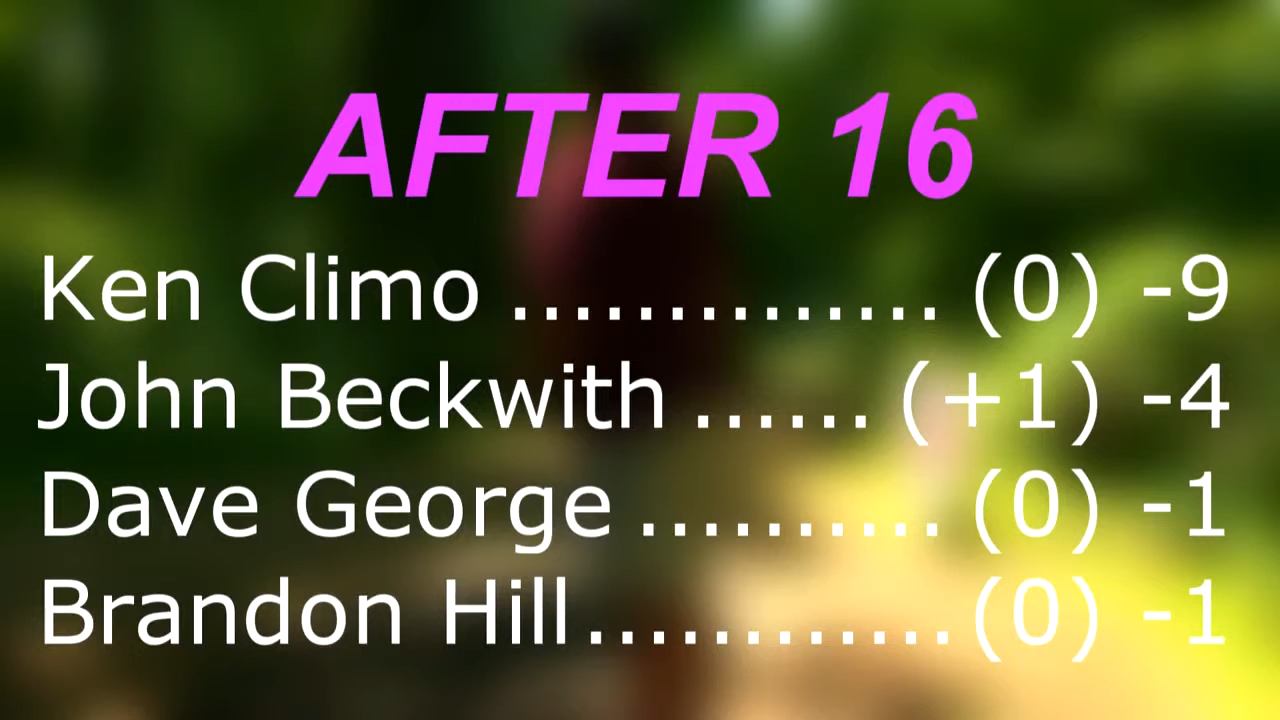 AFTER 16
Ken Climo .............. (0) -9
John Beckwith ...... (+1) -4
Dave George .......... (0) -1
Brandon Hill............ (0) -1